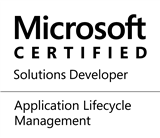 Microsoft
CERTIFIED
Solutions Developer
Application Lifecycle
Management